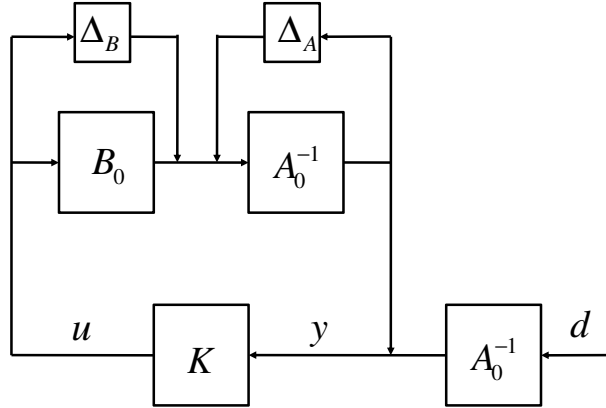 Δ_B Δ_A
B_0 A_0^{-1}
u K y A_0^{-1} d